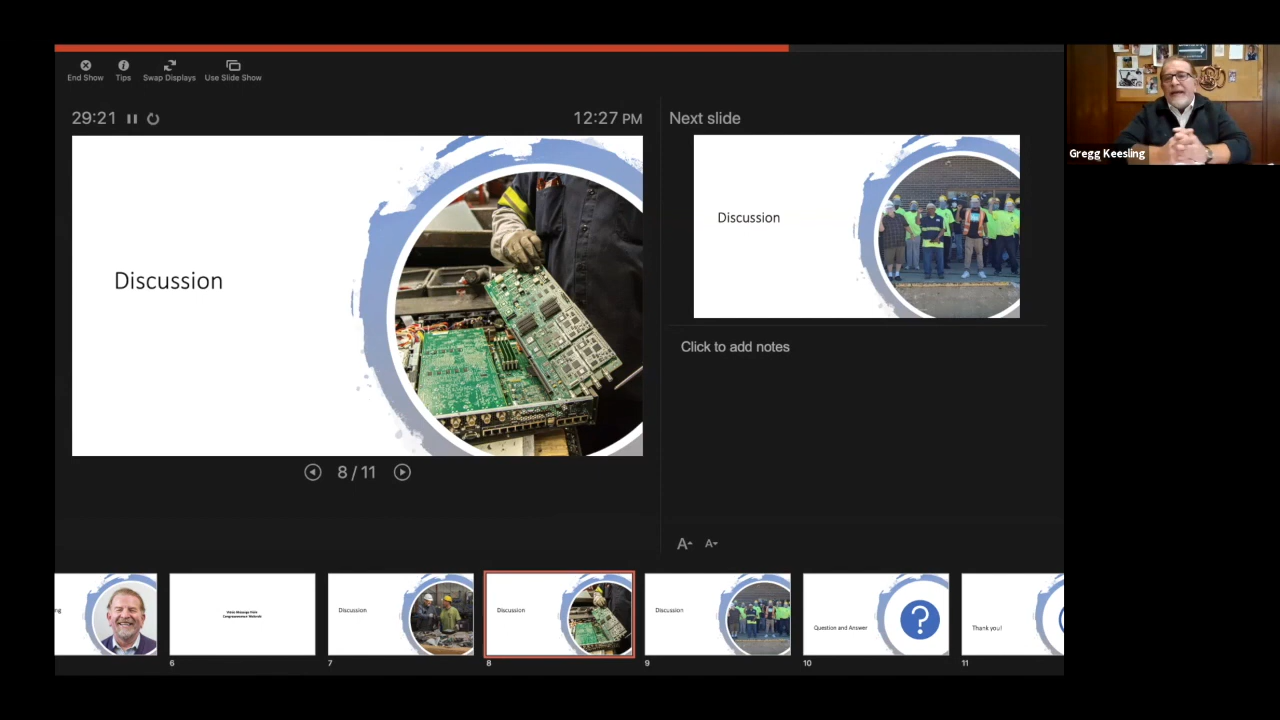 End Show
Tips
Swap Displays
Use Slide Show
29:21
12:27 PM
Next slide
Discussion
Discussion
Gregg Keesling
Click to add notes
8 / 11
A
A
ng
Discussion
Discussion
Discussion
Question and Answer
Thank you!
6
7
8
9
10
11